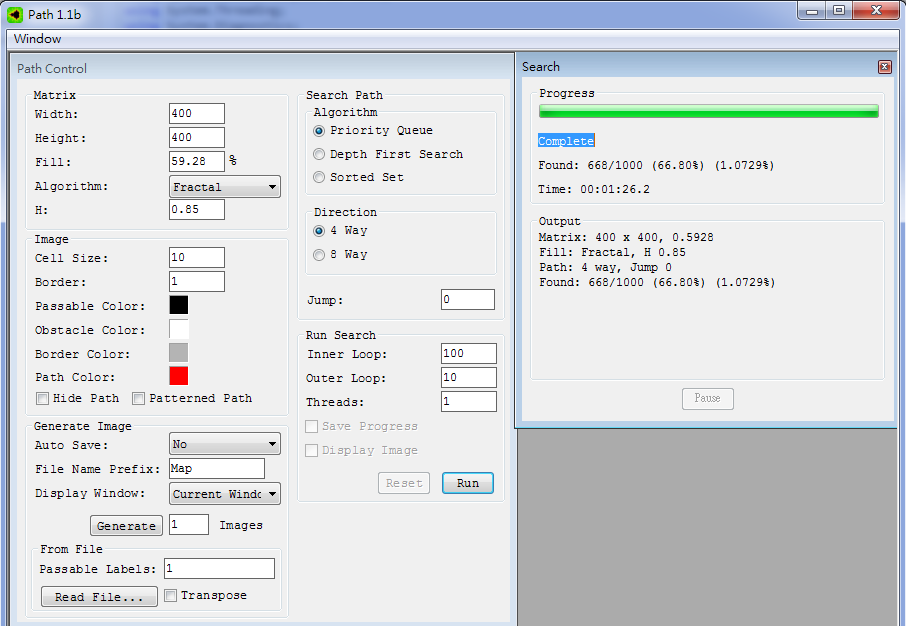 Path 1.1b
Window
Path Control
Matrix
Width: 400
Height: 400
Fill: 59.28 %
Algorithm: Fractal
H: 0.85
Image
Cell Size: 10
Border: 1
Passable Color:
Obstacle Color:
Border Color:
Path Color:
Hide Path Patterned Path
Generate Image
Auto Save: No
File Name Prefix: Map
Display Window: Current Windo
Generate 1 Images
From File
Passable Labels: 1
Read File... Transpose
Search Path
Algorithm
Priority Queue
Depth First Search
Sorted Set
Direction
4 Way
8 Way
Jump: 0
Run Search
Inner Loop: 100
Outer Loop: 10
Threads: 1
Save Progress
Display Image
Reset Run
Search
Progress
Complete
Found: 668/1000 (66.80%) (1.0729%)
Time: 00:01:26.2
Output
Matrix: 400 x 400, 0.5928
Fill: Fractal, H 0.85
Path: 4 way, Jump 0
Found: 668/1000 (66.80%) (1.0729%)
Pause